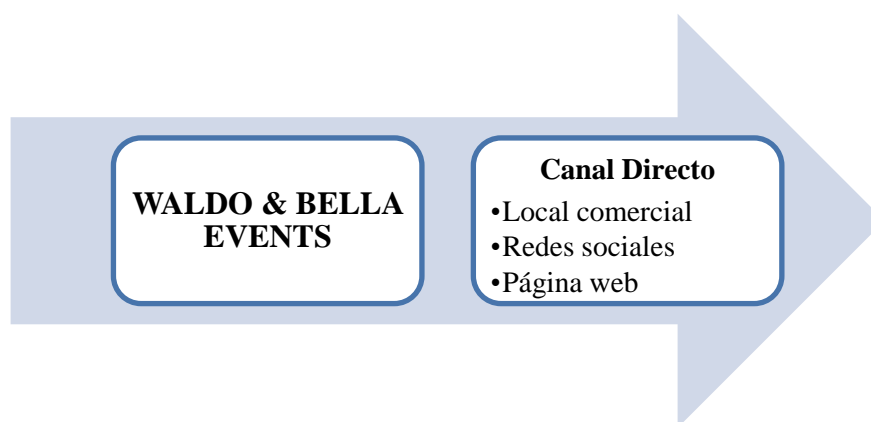 WALDO & BELLA
EVENTS
Canal Directo
•Local comercial
•Redes sociales
•Página web